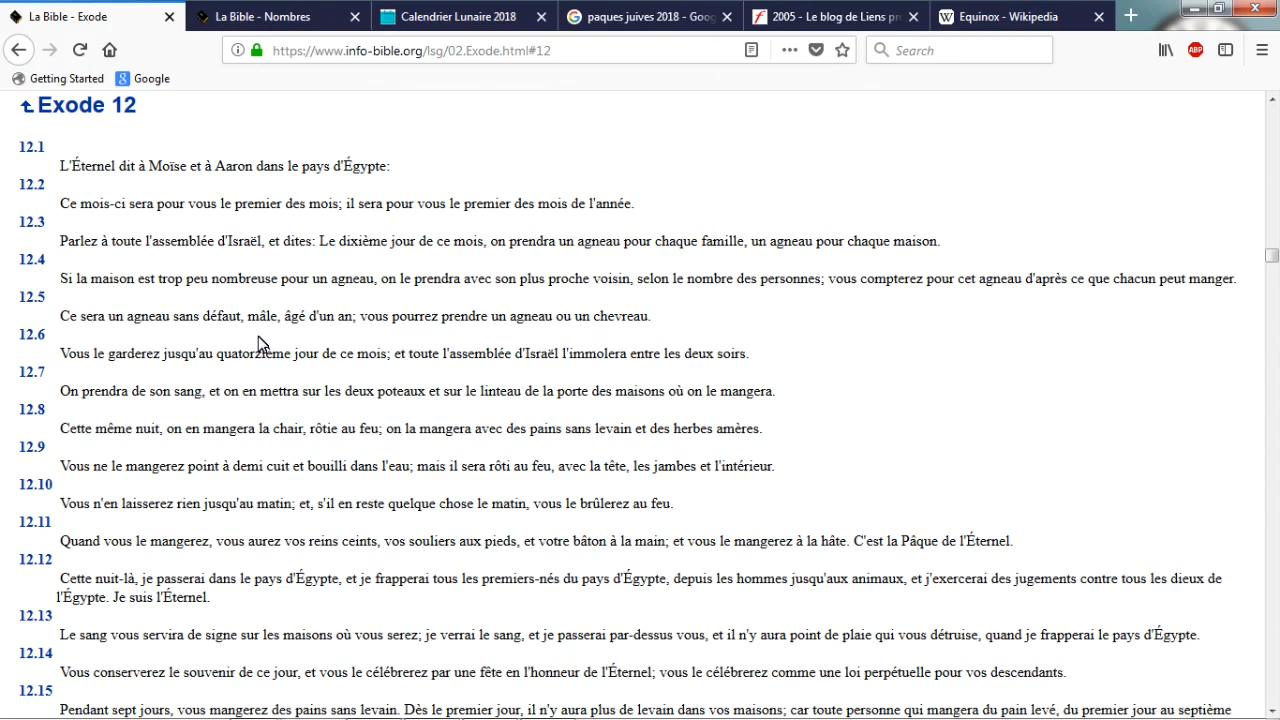 La Bible - Exode
La Bible - Nombres
Calendrier Lunaire 2018
paques juives 2018 - Goog
2005 - Le blog de Liens pr
Equinox - Wikipedia
https://www.info-bible.org/lsg/02.Exode.html#12
Search
ABP
Getting Started
Google
Exode 12
12.1
L'Éternel dit à Moïse et à Aaron dans le pays d'Égypte:
12.2
Ce mois-ci sera pour vous le premier des mois; il sera pour vous le premier des mois de l'année.
12.3
Parlez à toute l'assemblée d'Israël, et dites: Le dixième jour de ce mois, on prendra un agneau pour chaque famille, un agneau pour chaque maison.
12.4
Si la maison est trop peu nombreuse pour un agneau, on le prendra avec son plus proche voisin, selon le nombre des personnes; vous compterez pour cet agneau d'après ce que chacun peut manger.
12.5
Ce sera un agneau sans défaut, mâle, âgé d'un an; vous pourrez prendre un agneau ou un chevreau.
12.6
Vous le garderez jusqu'au quatorzième jour de ce mois; et toute l'assemblée d'Israël l'immolera entre les deux soirs.
12.7
On prendra de son sang, et on en mettra sur les deux poteaux et sur le linteau de la porte des maisons où on le mangera.
12.8
Cette même nuit, on en mangera la chair, rôtie au feu; on la mangera avec des pains sans levain et des herbes amères.
12.9
Vous ne le mangerez point à demi cuit et bouilli dans l'eau; mais il sera rôti au feu, avec la tête, les jambes et l'intérieur.
12.10
Vous n'en laisserez rien jusqu'au matin; et, s'il en reste quelque chose le matin, vous le brûlerez au feu.
12.11
Quand vous le mangerez, vous aurez vos reins ceints, vos souliers aux pieds, et votre bâton à la main; et vous le mangerez à la hâte. C'est la Pâque de l'Éternel.
12.12
Cette nuit-là, je passerai dans le pays d'Égypte, et je frapperai tous les premiers-nés du pays d'Égypte, depuis les hommes jusqu'aux animaux, et j'exercerai des jugements contre tous les dieux de
l'Égypte. Je suis l'Éternel.
12.13
Le sang vous servira de signe sur les maisons où vous serez; je verrai le sang, et je passerai par-dessus vous, et il n'y aura point de plaie qui vous détruise, quand je frapperai le pays d'Égypte.
12.14
Vous conserverez le souvenir de ce jour, et vous le célébrerez par une fête en l'honneur de l'Éternel; vous le célébrerez comme une loi perpétuelle pour vos descendants.
12.15
Pendant sept jours, vous mangerez des pains sans levain. Dès le premier jour, il n'y aura plus de levain dans vos maisons; car toute personne qui mangera du pain levé, du premier jour au septième